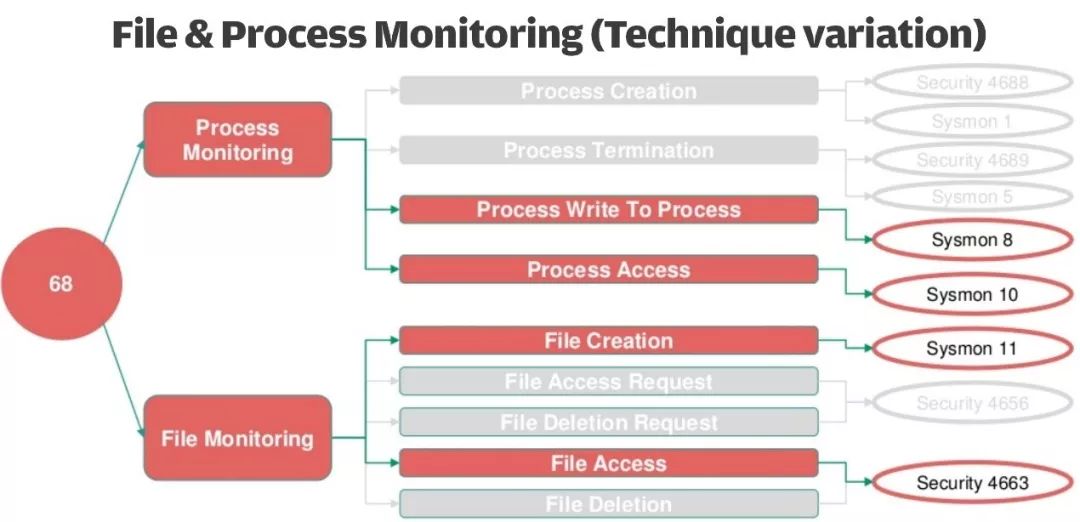 File & Process Monitoring (Technique variation)
68
Process
Monitoring
Process Creation
Security 4688
Sysmon 1
Process Termination
Security 4689
Sysmon 5
Process Write To Process
Sysmon 8
Process Access
Sysmon 10
File Monitoring
File Creation
Sysmon 11
File Access Request
File Deletion Request
Security 4656
File Access
Security 4663
File Deletion